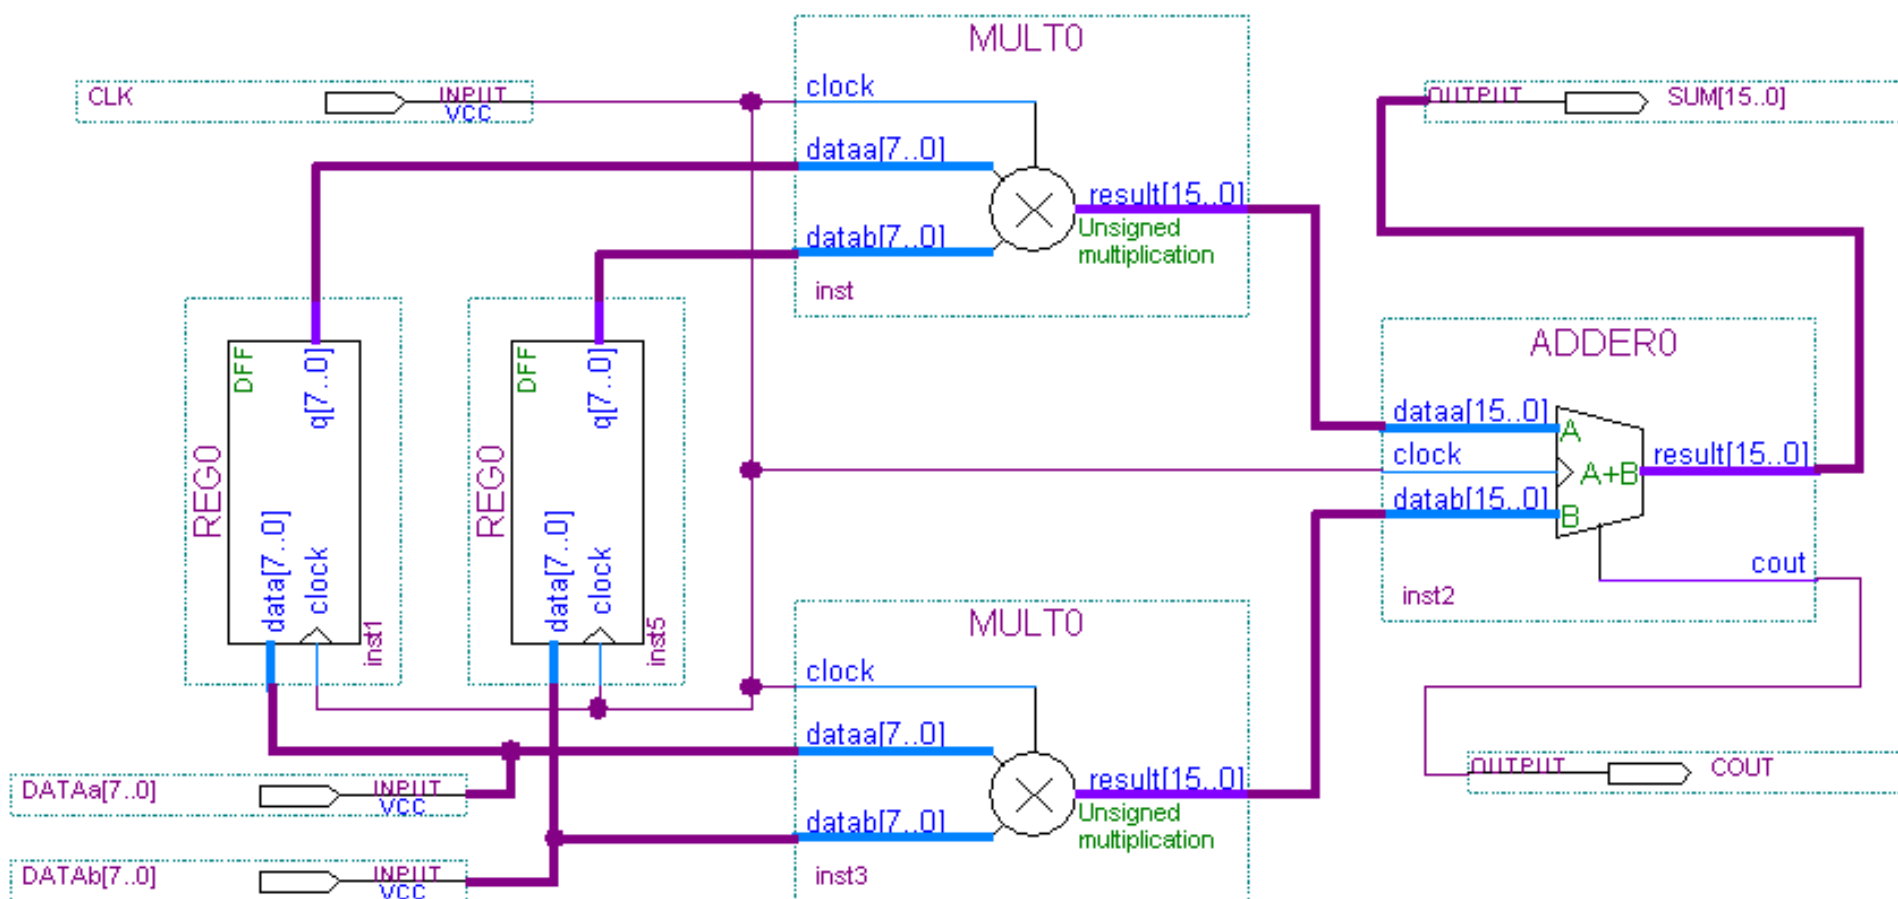 MULT0
CLK
INPUT
VCC
clock
dataa[7..0]
datab[7..0]
result[15..0]
Unsigned
multiplication
inst
OUTPUT
SUM[15..0]
REG0
DFF
q[7..0]
data[7..0]
clock
inst1
REG0
DFF
q[7..0]
data[7..0]
clock
inst5
ADDER0
dataa[15..0]
clock
datab[15..0]
A
A+B
B
result[15..0]
cout
inst2
MULT0
clock
dataa[7..0]
datab[7..0]
result[15..0]
Unsigned
multiplication
inst3
DATAa[7..0]
INPUT
VCC
DATAb[7..0]
INPUT
VCC
OUTPUT
COUT